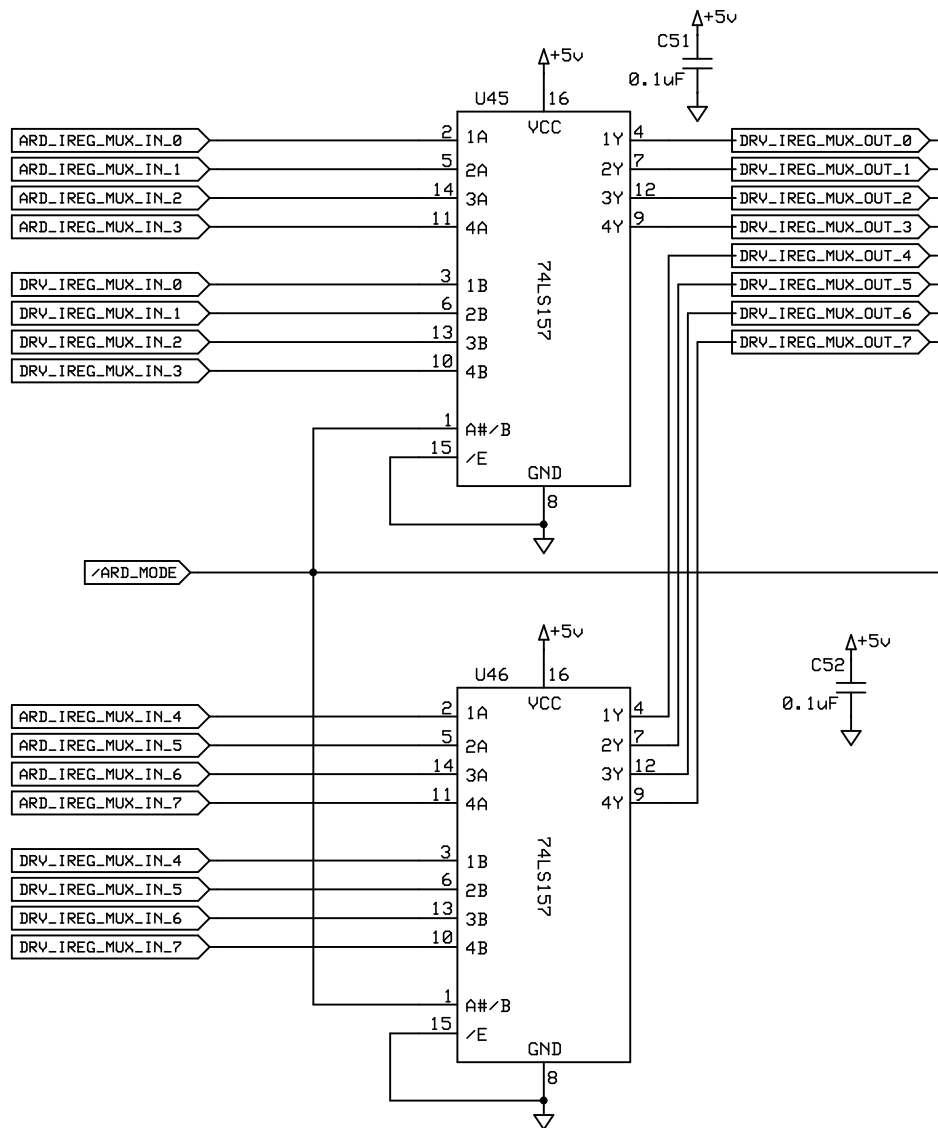 +5v
C51
0.1uF
+5v
U45
16
VCC
ARD_IREG_MUX_IN_0
2
1A
1Y
4
DRV_IREG_MUX_OUT_0
ARD_IREG_MUX_IN_1
5
2A
2Y
7
DRV_IREG_MUX_OUT_1
ARD_IREG_MUX_IN_2
14
3A
3Y
12
DRV_IREG_MUX_OUT_2
ARD_IREG_MUX_IN_3
11
4A
4Y
9
DRV_IREG_MUX_OUT_3
DRV_IREG_MUX_OUT_4
DRV_IREG_MUX_IN_0
3
1B
74LS157
DRV_IREG_MUX_OUT_5
DRV_IREG_MUX_IN_1
6
2B
DRV_IREG_MUX_OUT_6
DRV_IREG_MUX_IN_2
13
3B
DRV_IREG_MUX_OUT_7
DRV_IREG_MUX_IN_3
10
4B
1
A#/B
15
/E
GND
8
/ARD_MODE
+5v
U46
16
VCC
+5v
C52
0.1uF
ARD_IREG_MUX_IN_4
2
1A
1Y
4
ARD_IREG_MUX_IN_5
5
2A
2Y
7
ARD_IREG_MUX_IN_6
14
3A
3Y
12
ARD_IREG_MUX_IN_7
11
4A
4Y
9
DRV_IREG_MUX_IN_4
3
1B
74LS157
DRV_IREG_MUX_IN_5
6
2B
DRV_IREG_MUX_IN_6
13
3B
DRV_IREG_MUX_IN_7
10
4B
1
A#/B
15
/E
GND
8